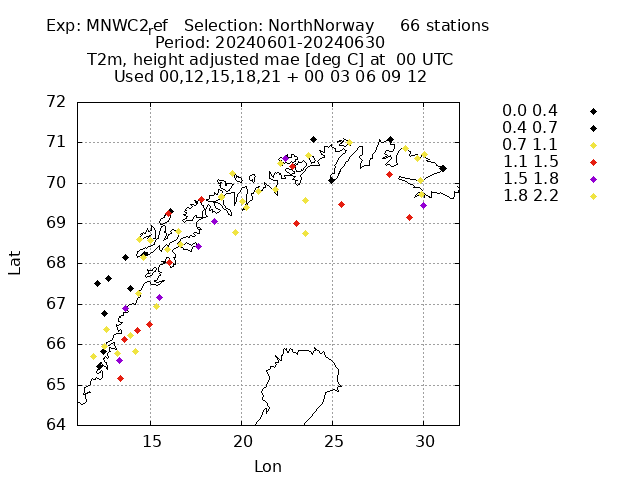 Exp: MNWC2ref   Selection: NorthNorway     66 stations
Period: 20240601-20240630
T2m, height adjusted mae [deg C] at  00 UTC
Used 00,12,15,18,21 + 00 03 06 09 12
0.0 0.4
0.4 0.7
0.7 1.1
1.1 1.5
1.5 1.8
1.8 2.2
72
71
70
69
68
67
66
65
64
Lat
15 20 25 30
Lon